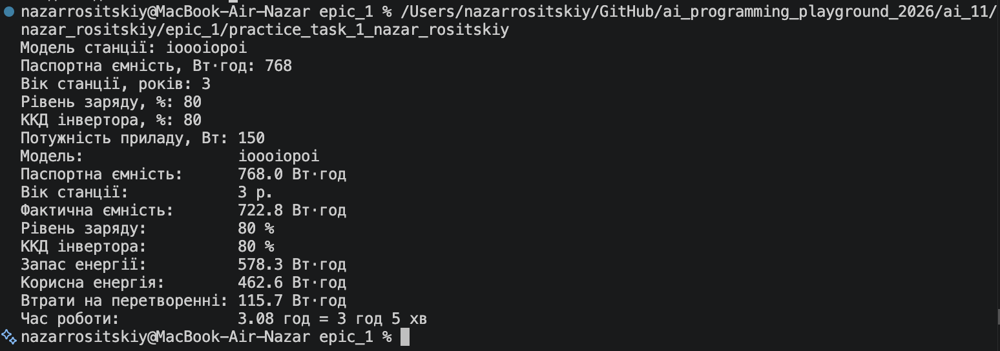 nazarrositskiy@MacBook-Air-Nazar epic_1 % /Users/nazarrositskiy/GitHub/ai_programming_playground_2026/ai_11/
nazar_rositskiy/epic_1/practice_task_1_nazar_rositskiy
Модель станції: ioooiopoi
Паспортна ємність, Вт·год: 768
Вік станції, років: 3
Рівень заряду, %: 80
ККД інвертора, %: 80
Потужність приладу, Вт: 150
Модель: ioooiopoi
Паспортна ємність: 768.0 Вт·год
Вік станції: 3 р.
Фактична ємність: 722.8 Вт·год
Рівень заряду: 80 %
ККД інвертора: 80 %
Запас енергії: 578.3 Вт·год
Корисна енергія: 462.6 Вт·год
Втрати на перетворенні: 115.7 Вт·год
Час роботи: 3.08 год = 3 год 5 хв
nazarrositskiy@MacBook-Air-Nazar epic_1 %